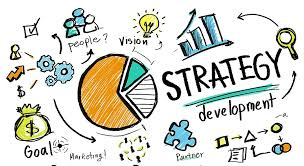 people?
Vision
STRATEGY
development
$
Goal
Marketing!
Partner